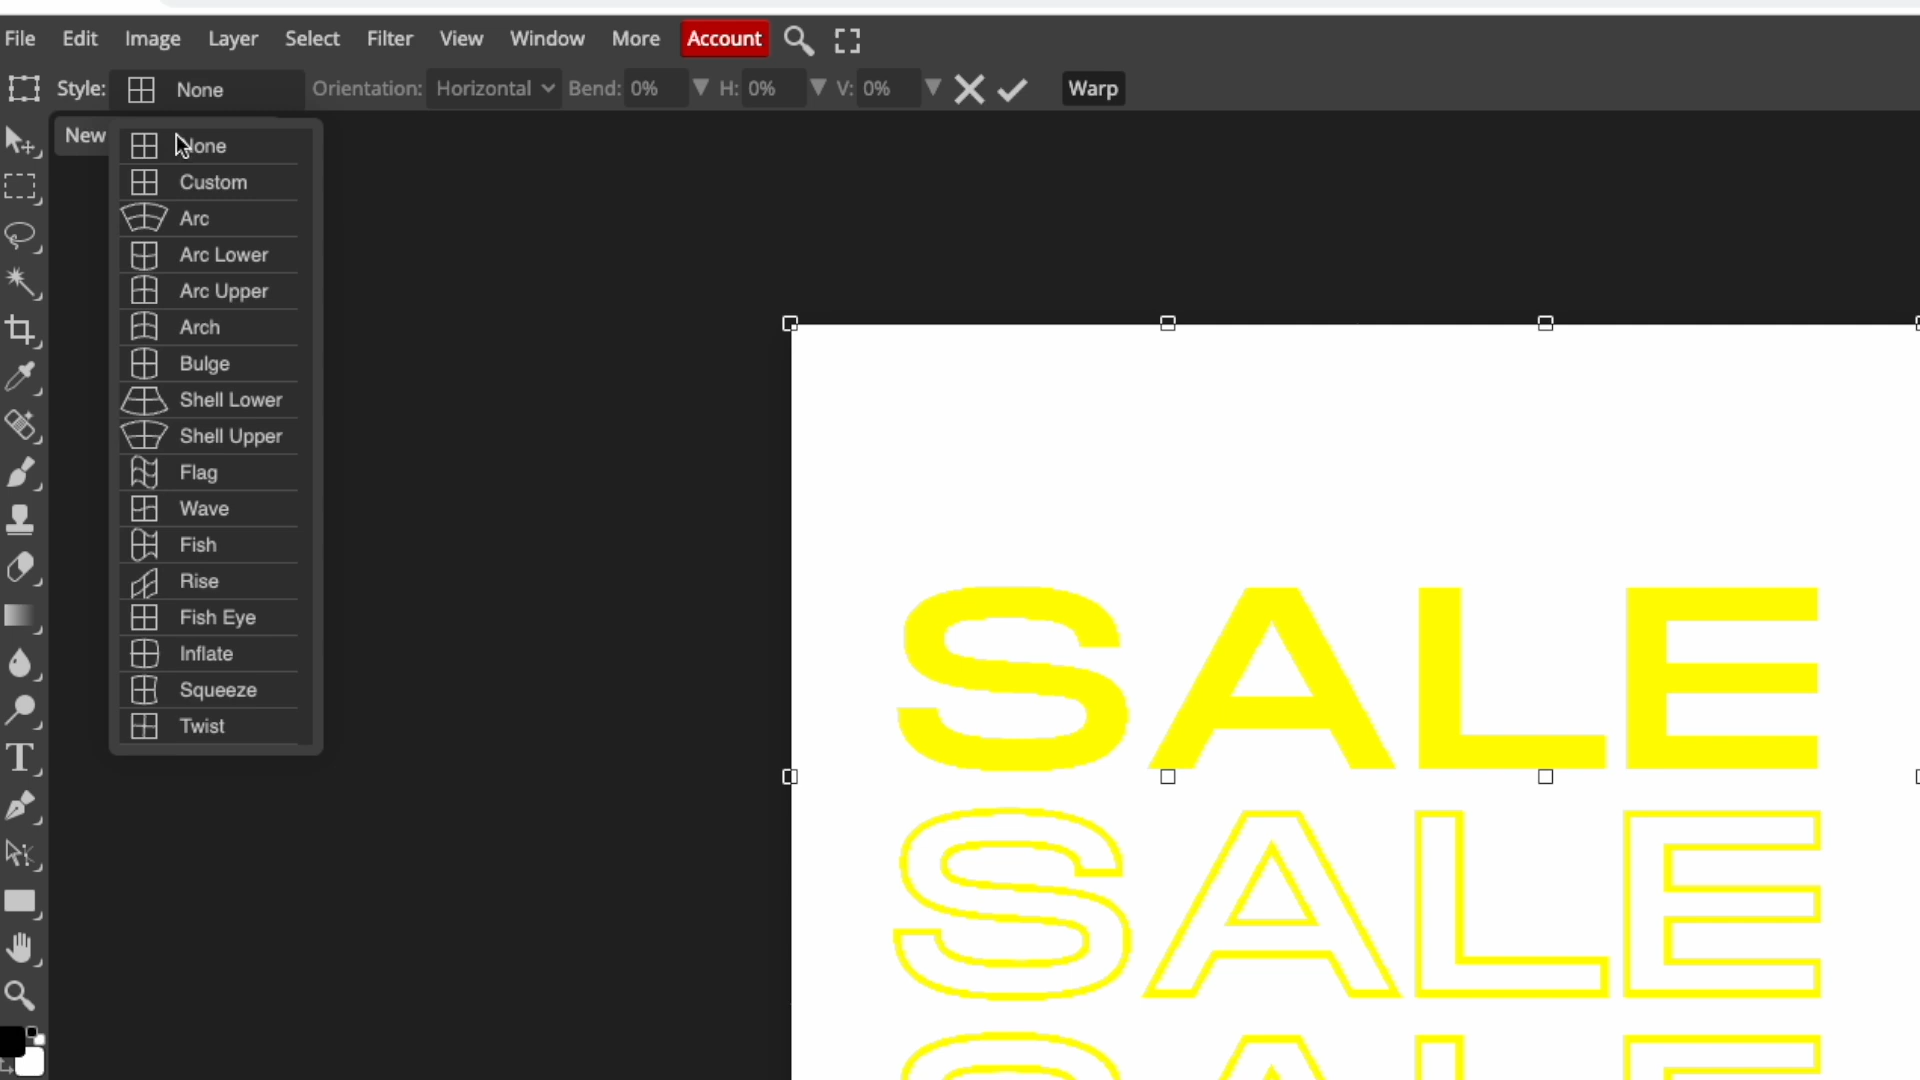 File Edit Image Layer Select Filter View Window More Account
Style: None Orientation: Horizontal Bend: 0% H: 0% V: 0% Warp
New
None
Custom
Arc
Arc Lower
Arc Upper
Arch
Bulge
Shell Lower
Shell Upper
Flag
Wave
Fish
Rise
Fish Eye
Inflate
Squeeze
Twist
SALE
SALE
SALE